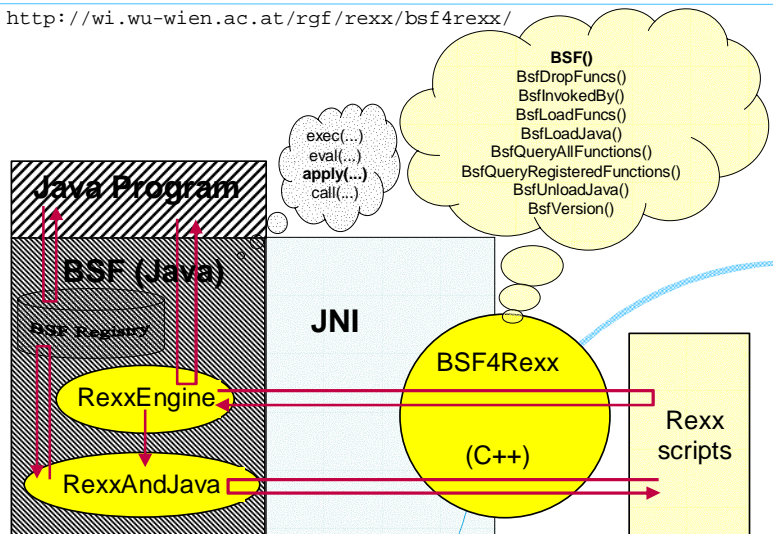 http://wi.wu-wien.ac.at/rgf/rexx/bsf4rexx/
BSF()
BsfDropFuncs()
BsfInvokedBy()
BsfLoadFuncs()
BsfLoadJava()
BsfQueryAllFunctions()
BsfQueryRegisteredFunctions()
BsfUnloadJava()
BsfVersion()
exec(...)
eval(...)
apply(...)
call(...)
Java Program
BSF (Java)
BSF Registry
JNI
BSF4Rexx
(C++)
RexxEngine
RexxAndJava
Rexx
scripts